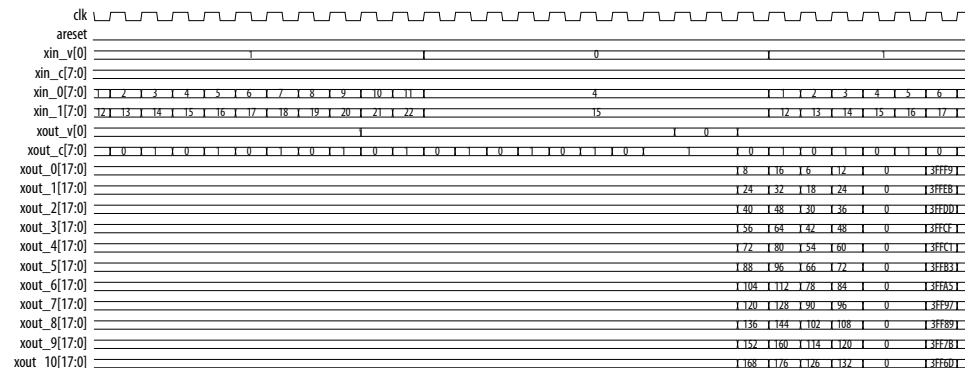 clk
areset
xin_v[0] 1 0 1
xin_c[7:0]
xin_0[7:0] 1 2 3 4 5 6 7 8 9 10 11 4 1 2 3 4 5 6
xin_1[7:0] 12 13 14 15 16 17 18 19 20 21 22 15 12 13 14 15 16 17
xout_v[0] 0
xout_c[7:0] 0 1 0 1 0 1 0 1 0 1 0 1 0 1 0 1 0 1 0 1 0 1 0
xout_0[17:0] 8 16 6 12 0 3FFF9
xout_1[17:0] 24 32 18 24 0 3FFEB
xout_2[17:0] 40 48 30 36 0 3FFDD
xout_3[17:0] 56 64 42 48 0 3FFCF
xout_4[17:0] 72 80 54 60 0 3FFC1
xout_5[17:0] 88 96 66 72 0 3FFB3
xout_6[17:0] 104 112 78 84 0 3FFA5
xout_7[17:0] 120 128 90 96 0 3FF97
xout_8[17:0] 136 144 102 108 0 3FF89
xout_9[17:0] 152 160 114 120 0 3FF7B
xout_10[17:0] 168 176 126 132 0 3FF6D